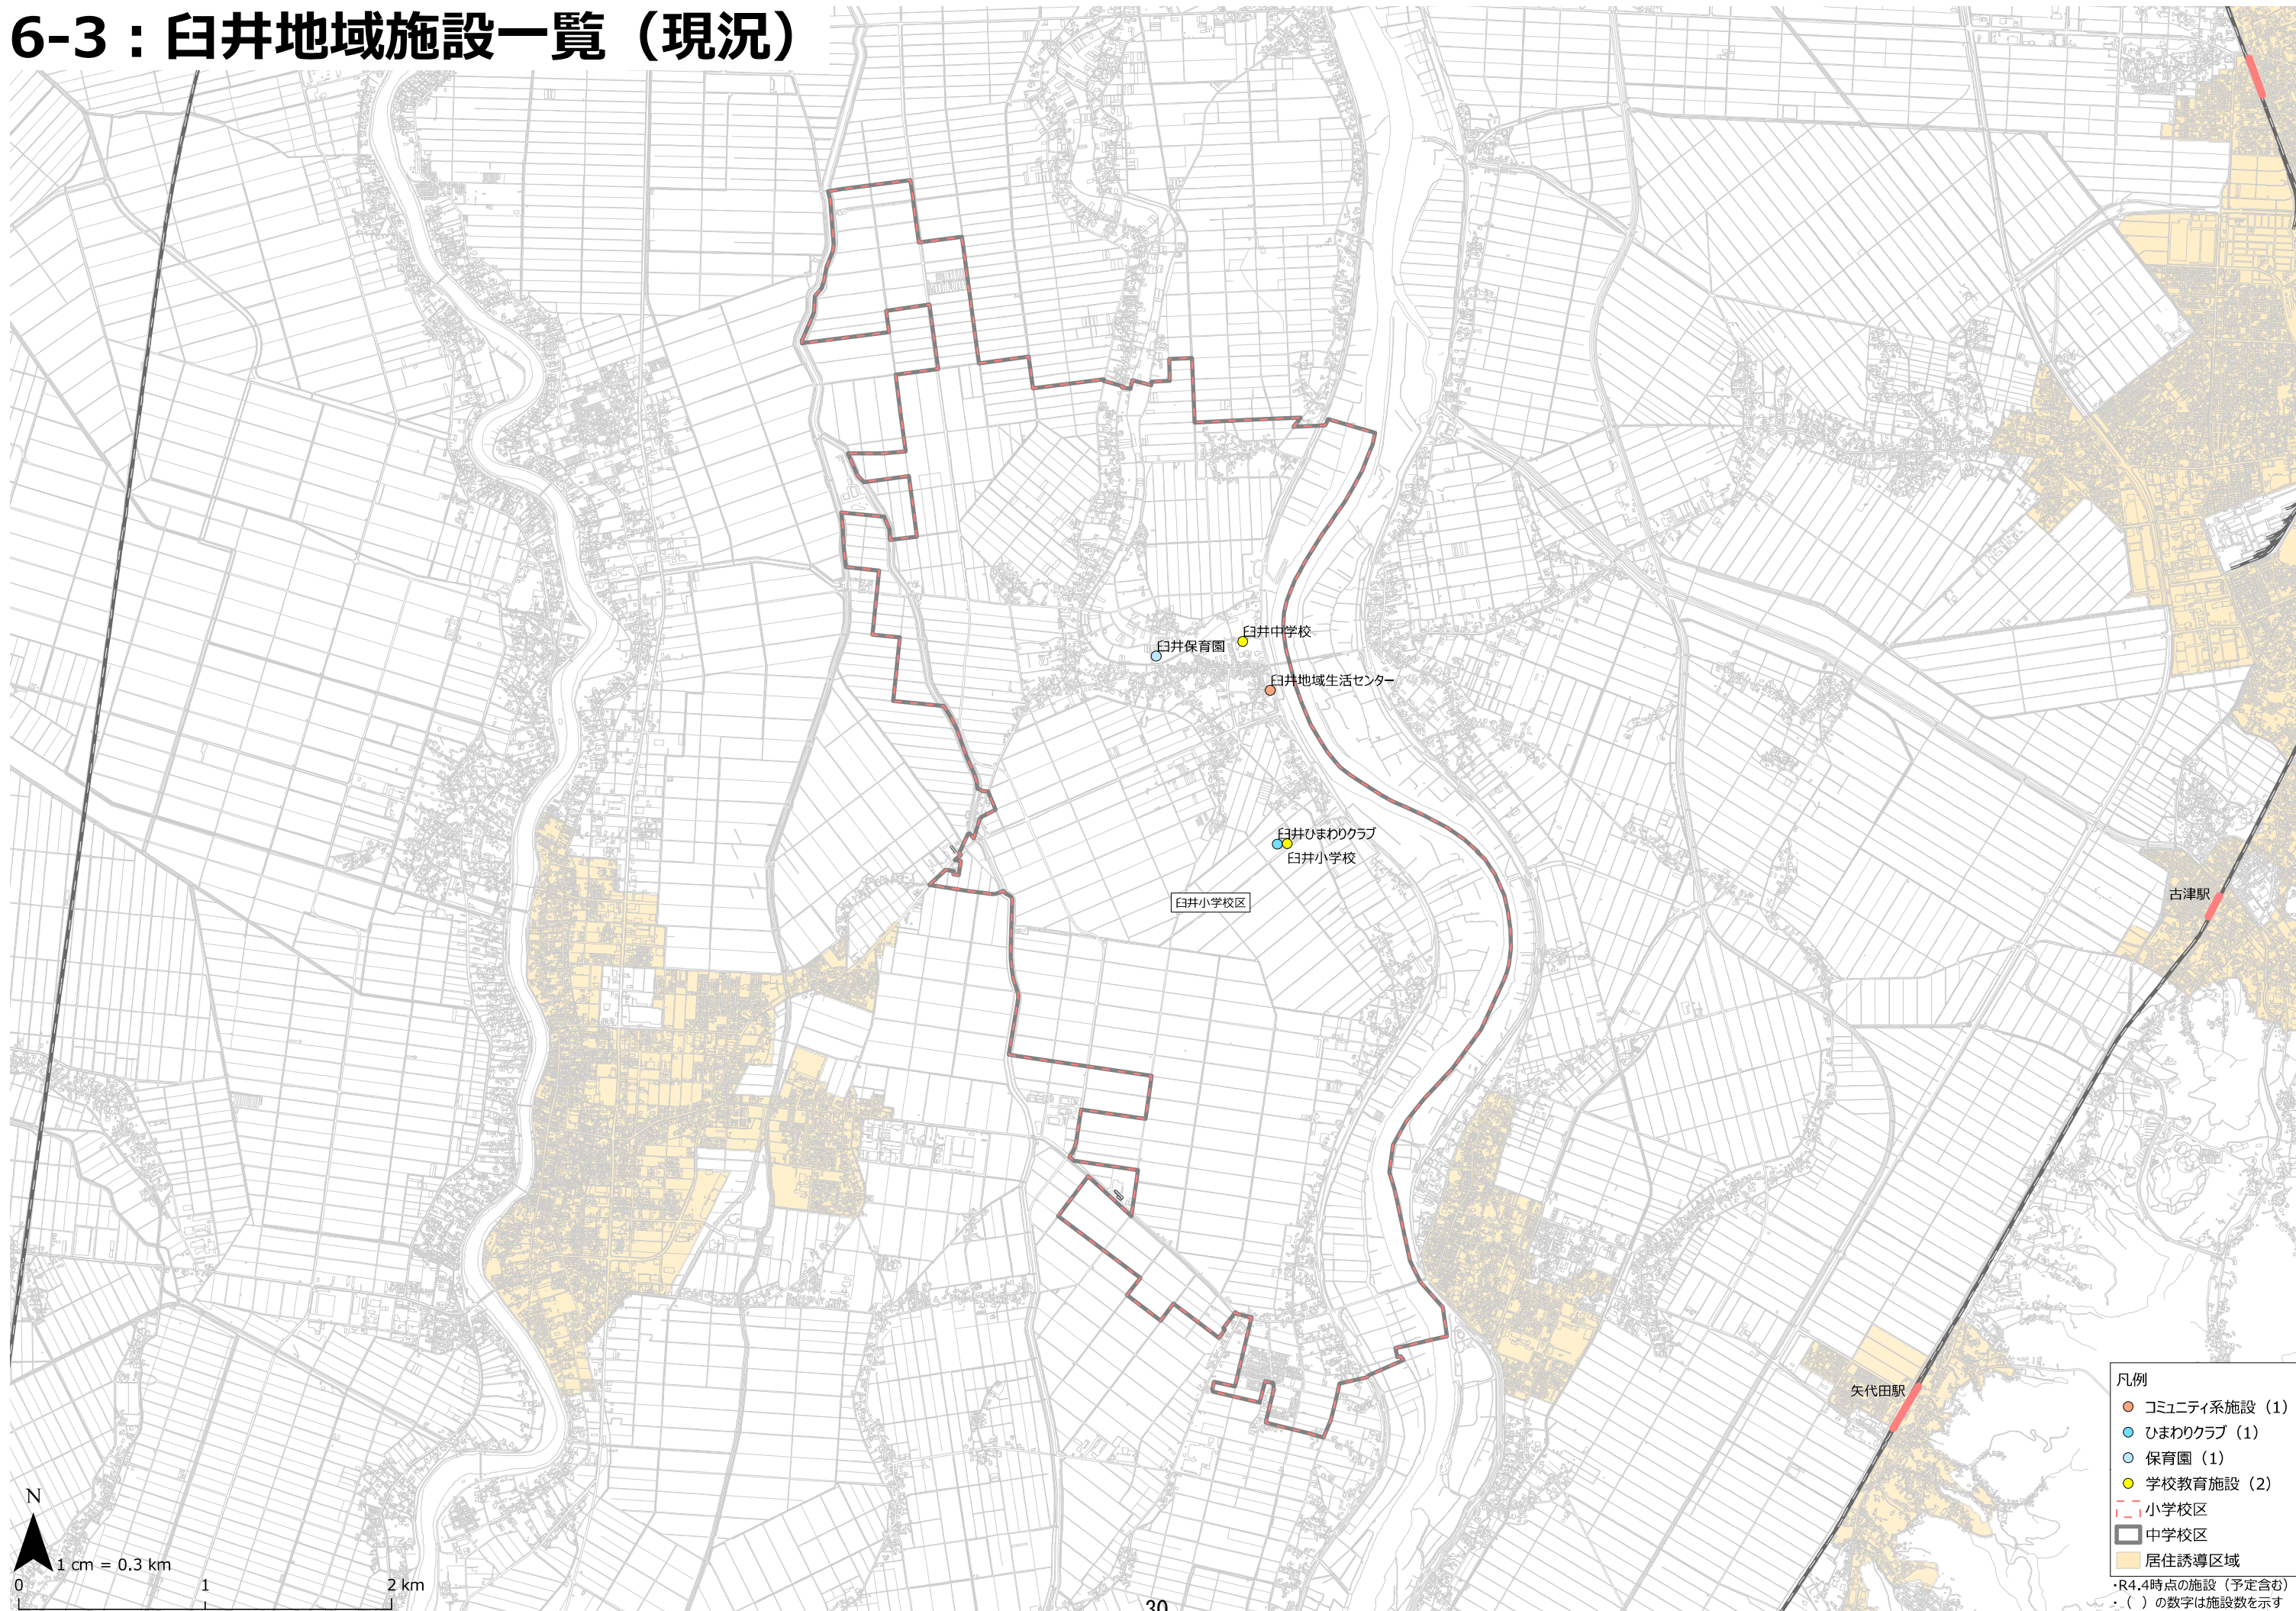 6-3：臼井地域施設一覧（現況）
臼井中学校
臼井保育園
臼井地域生活センター
臼井ひまわりクラブ
臼井小学校
臼井小学校区
古津駅
矢代田駅
凡例
コミュニティ系施設（1）
ひまわりクラブ（1）
保育園（1）
学校教育施設（2）
小学校区
中学校区
居住誘導区域
・R4.4時点の施設（予定含む）
・（ ）の数字は施設数を示す
N
1 cm = 0.3 km
0 1 2 km
30